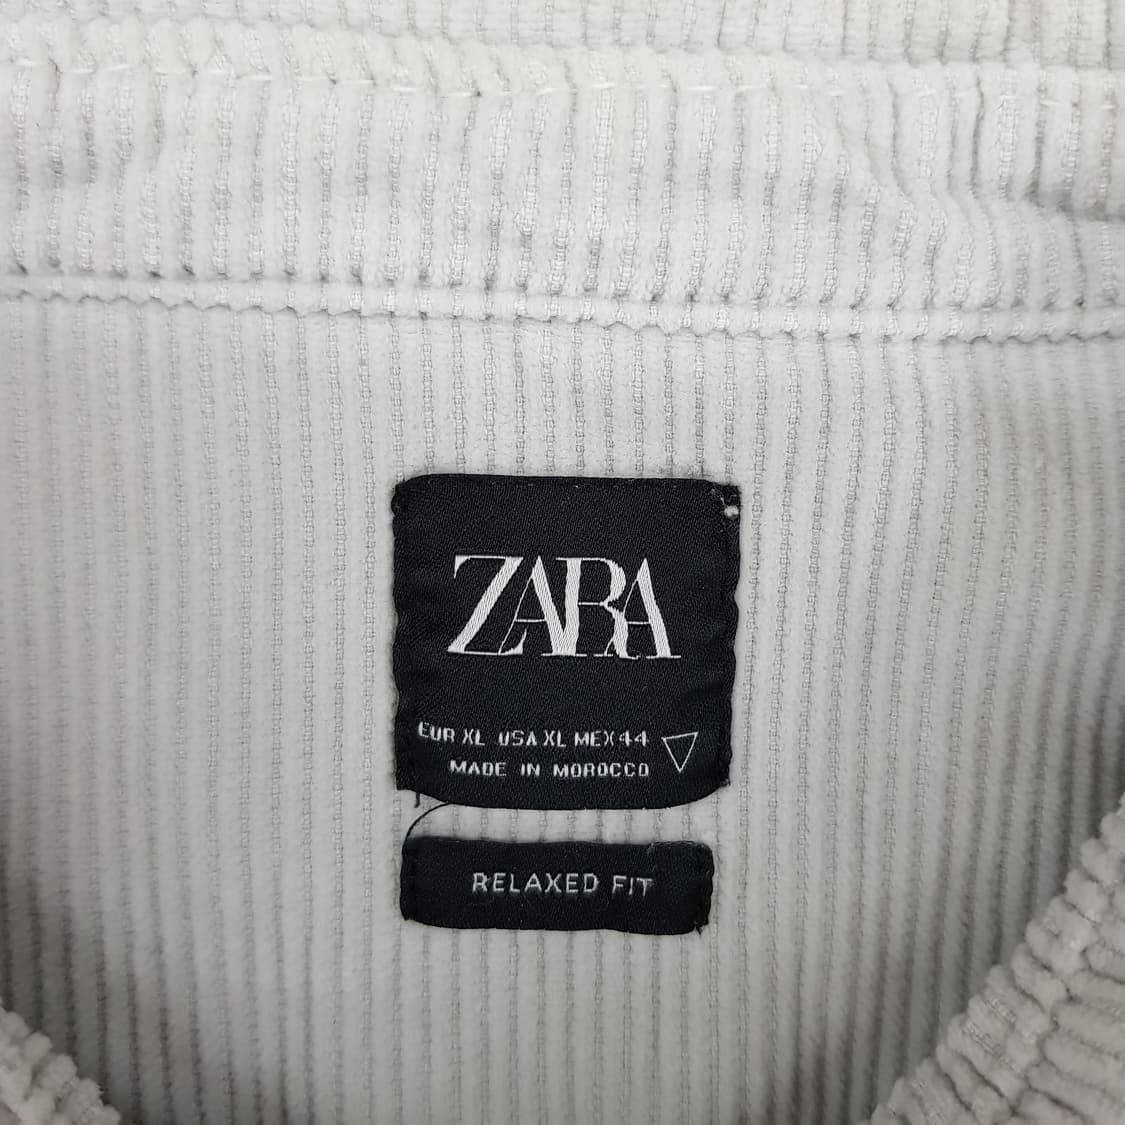 ZARA
EUR XL USA XL MEX 44
MADE IN MOROCCO
RELAXED FIT